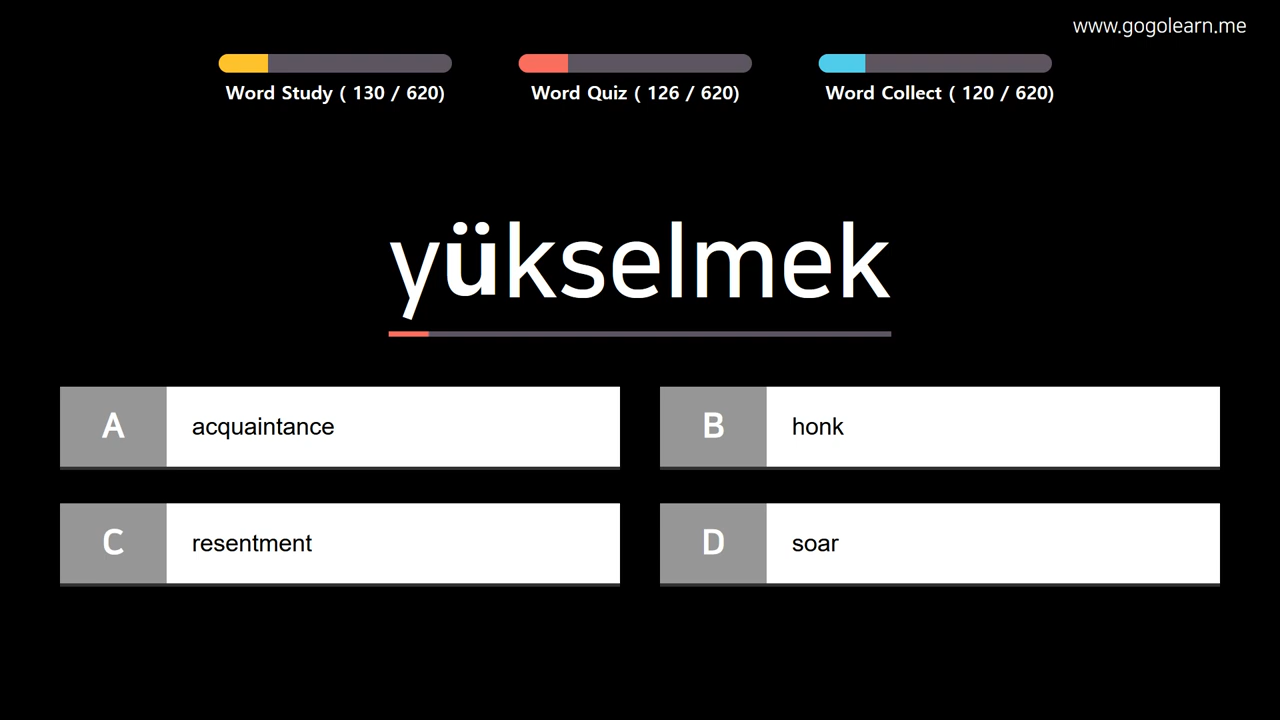 www.gogolearn.me
Word Study ( 130 / 620)
Word Quiz ( 126 / 620)
Word Collect ( 120 / 620)
yükselmek
A acquaintance
B honk
C resentment
D soar